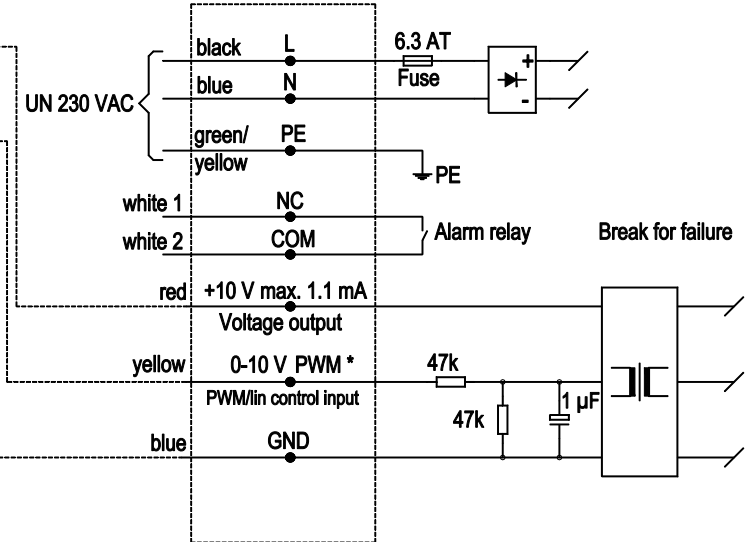 black L 6.3 AT
Fuse
+
-
UN 230 VAC
blue N
green/
yellow
PE
PE
white 1 NC
white 2 COM
Alarm relay
Break for failure
red +10 V max. 1.1 mA
Voltage output
yellow 0-10 V PWM *
PWM/lin control input
47k
47k
1 µF
blue GND